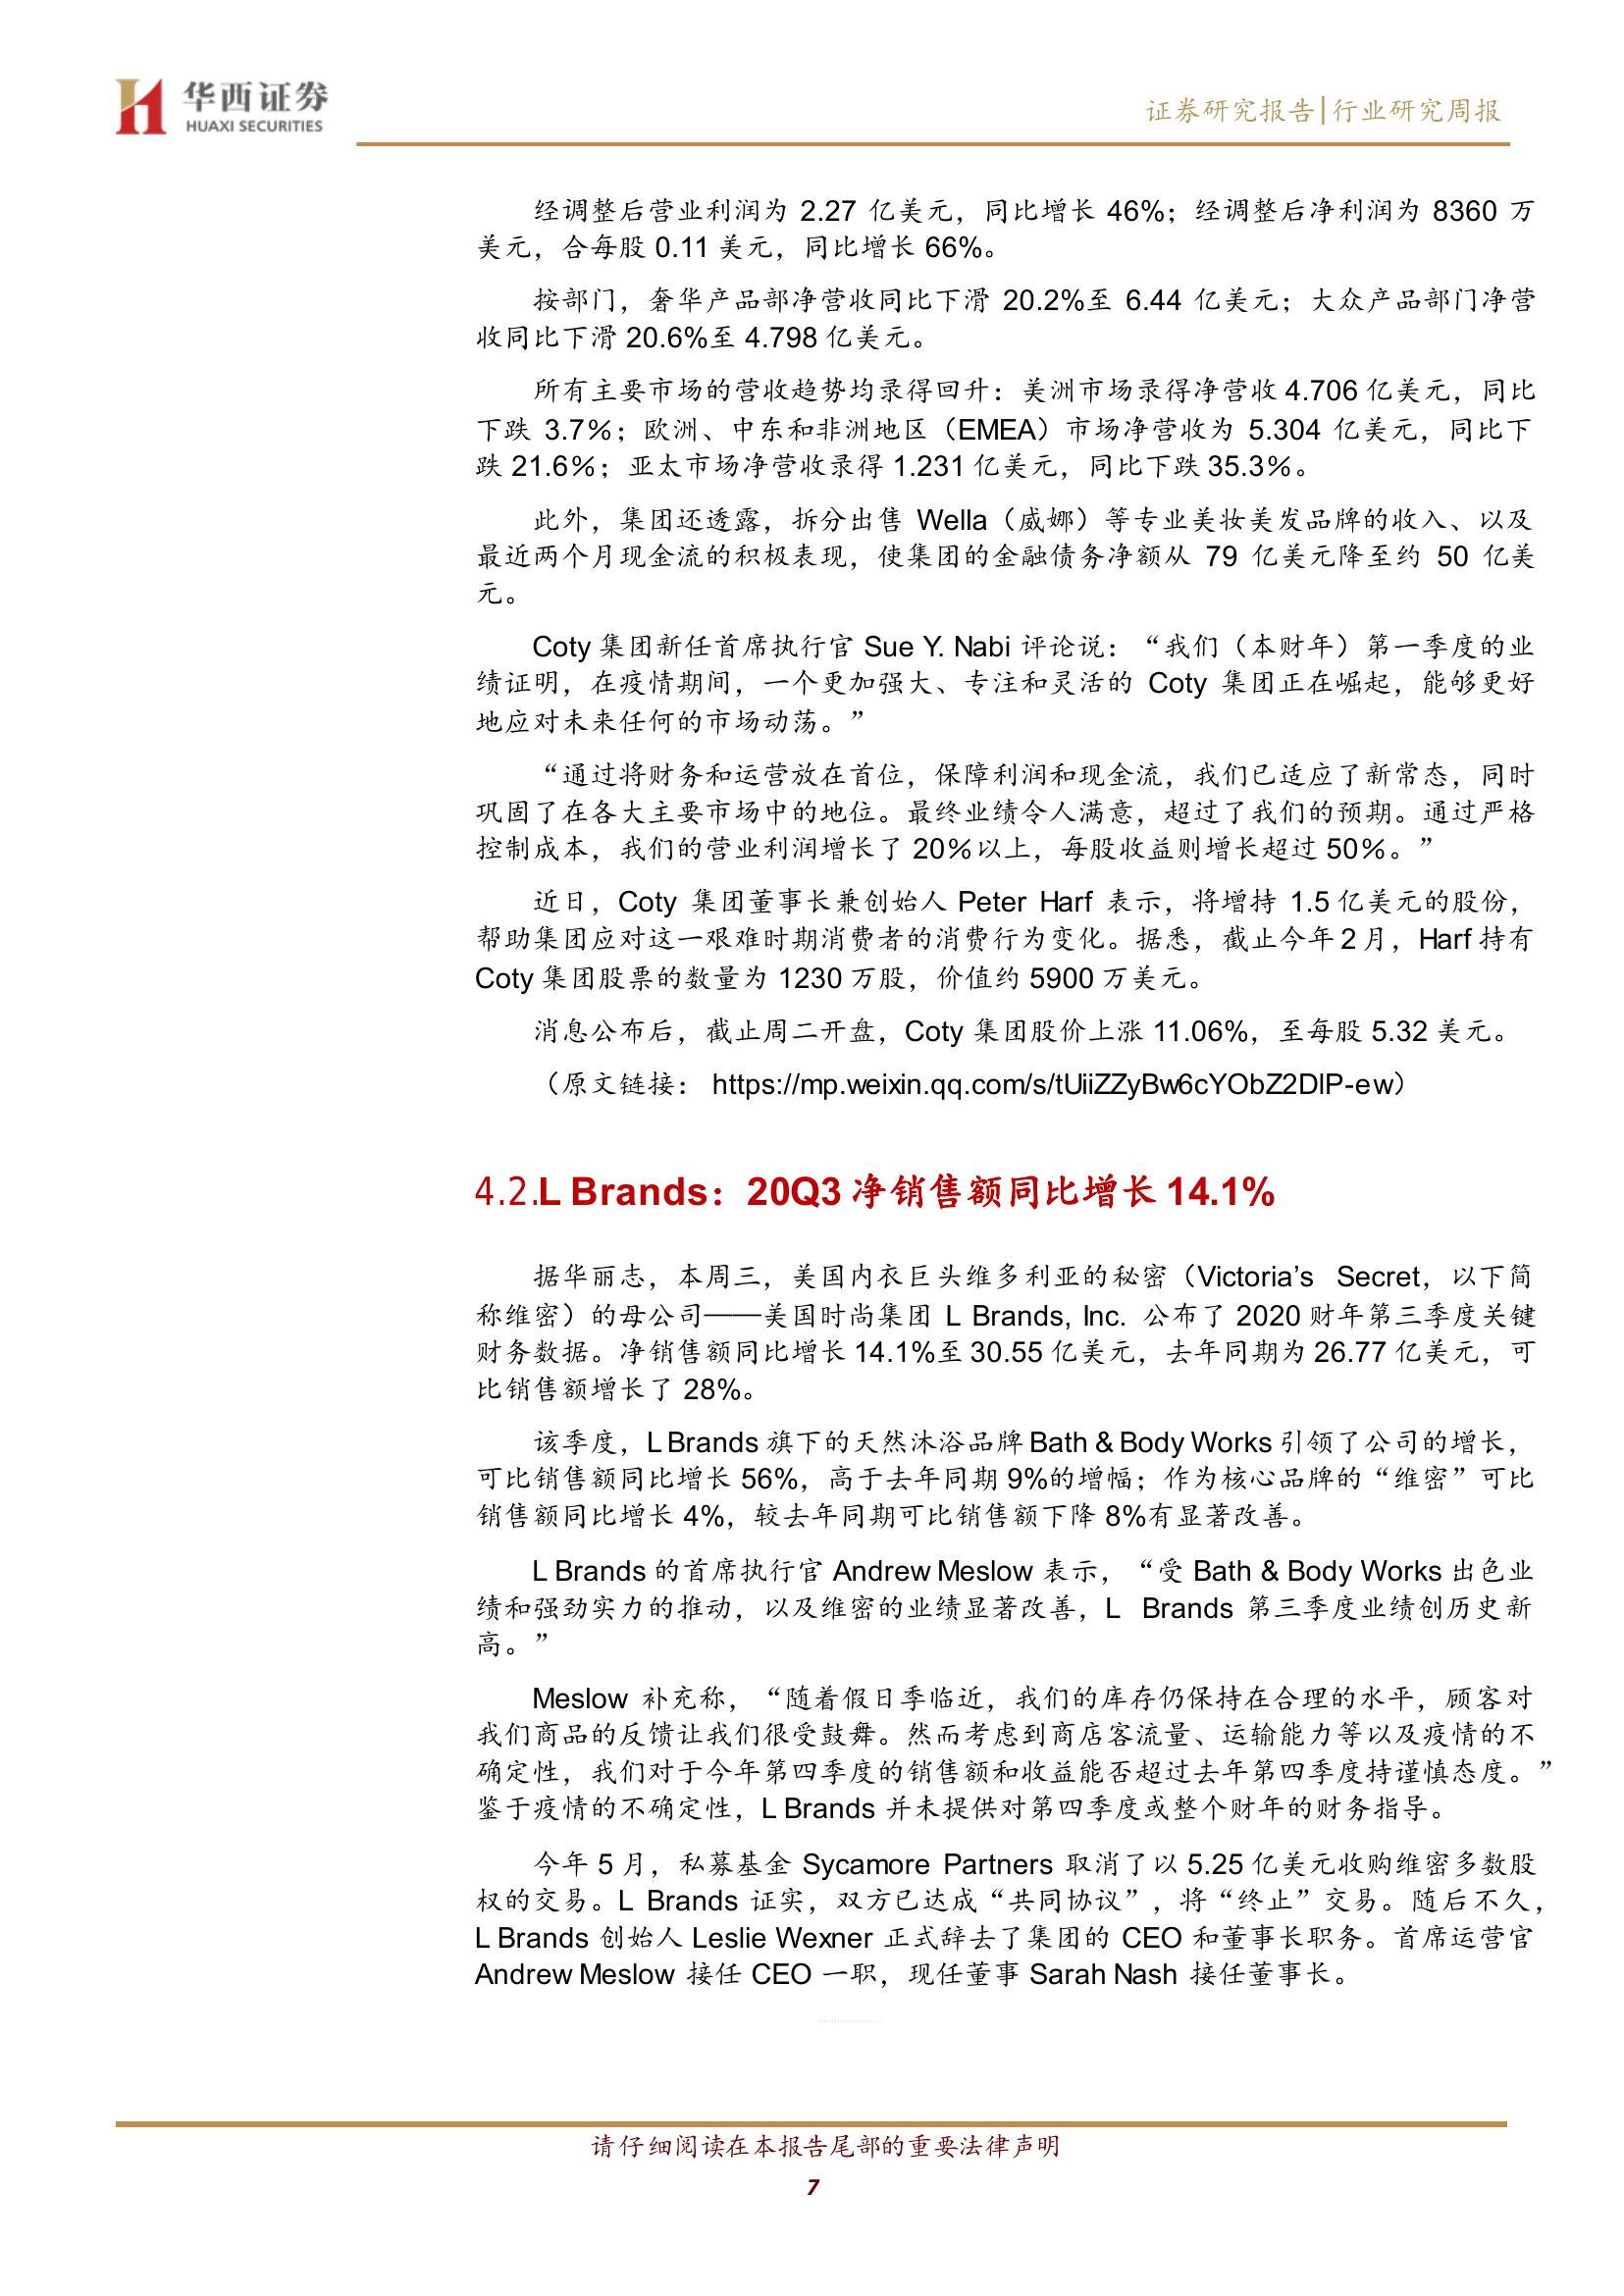 华西证券
HUAXI SECURITIES
证券研究报告|行业研究周报
经调整后营业利润为 2.27 亿美元，同比增长 46%；经调整后净利润为 8360 万
美元，合每股 0.11 美元，同比增长 66%。
按部门，奢华产品部净营收同比下滑 20.2%至 6.44 亿美元；大众产品部门净营
收同比下滑 20.6%至 4.798 亿美元。
所有主要市场的营收趋势均录得回升：美洲市场录得净营收 4.706 亿美元，同比
下跌 3.7%；欧洲、中东和非洲地区（EMEA）市场净营收为 5.304 亿美元，同比下
跌 21.6%；亚太市场净营收录得 1.231 亿美元，同比下跌 35.3%。
此外，集团还透露，拆分出售 Wella（威娜）等专业美妆美发品牌的收入、以及
最近两个月现金流的积极表现，使集团的金融债务净额从 79 亿美元降至约 50 亿美
元。
Coty 集团新任首席执行官 Sue Y. Nabi 评论说：“我们（本财年）第一季度的业
绩证明，在疫情期间，一个更加强大、专注和灵活的 Coty 集团正在崛起，能够更好
地应对未来任何的市场动荡。”
“通过将财务和运营放在首位，保障利润和现金流，我们已适应了新常态，同时
巩固了在各大主要市场中的地位。最终业绩令人满意，超过了我们的预期。通过严格
控制成本，我们的营业利润增长了 20%以上，每股收益则增长超过 50%。”
近日，Coty 集团董事长兼创始人 Peter Harf 表示，将增持 1.5 亿美元的股份，
帮助集团应对这一艰难时期消费者的消费行为变化。据悉，截止今年 2 月，Harf 持有
Coty 集团股票的数量为 1230 万股，价值约 5900 万美元。
消息公布后，截止周二开盘，Coty 集团股价上涨 11.06%，至每股 5.32 美元。
（原文链接： https://mp.weixin.qq.com/s/tUiiZZyBw6cYObZ2DlP-ew）
4.2.L Brands：20Q3 净销售额同比增长 14.1%
据华丽志，本周三，美国内衣巨头维多利亚的秘密（Victoria’s Secret，以下简
称维密）的母公司——美国时尚集团 L Brands, Inc. 公布了 2020 财年第三季度关键
财务数据。净销售额同比增长 14.1%至 30.55 亿美元，去年同期为 26.77 亿美元，可
比销售额增长了 28%。
该季度，L Brands 旗下的天然沐浴品牌 Bath & Body Works 引领了公司的增长，
可比销售额同比增长 56%，高于去年同期 9%的增幅；作为核心品牌的“维密”可比
销售额同比增长 4%，较去年同期可比销售额下降 8%有显著改善。
L Brands 的首席执行官 Andrew Meslow 表示，“受 Bath & Body Works 出色业
绩和强劲实力的推动，以及维密的业绩显著改善，L Brands 第三季度业绩创历史新
高。”
Meslow 补充称，“随着假日季临近，我们的库存仍保持在合理的水平，顾客对
我们商品的反馈让我们很受鼓舞。然而考虑到商店客流量、运输能力等以及疫情的不
确定性，我们对于今年第四季度的销售额和收益能否超过去年第四季度持谨慎态度。”
鉴于疫情的不确定性，L Brands 并未提供对第四季度或整个财年的财务指导。
今年 5 月，私募基金 Sycamore Partners 取消了以 5.25 亿美元收购维密多数股
权的交易。L Brands 证实，双方已达成“共同协议”，将“终止”交易。随后不久，
L Brands 创始人 Leslie Wexner 正式辞去了集团的 CEO 和董事长职务。首席运营官
Andrew Meslow 接任 CEO 一职，现任董事 Sarah Nash 接任董事长。
请仔细阅读在本报告尾部的重要法律声明
7